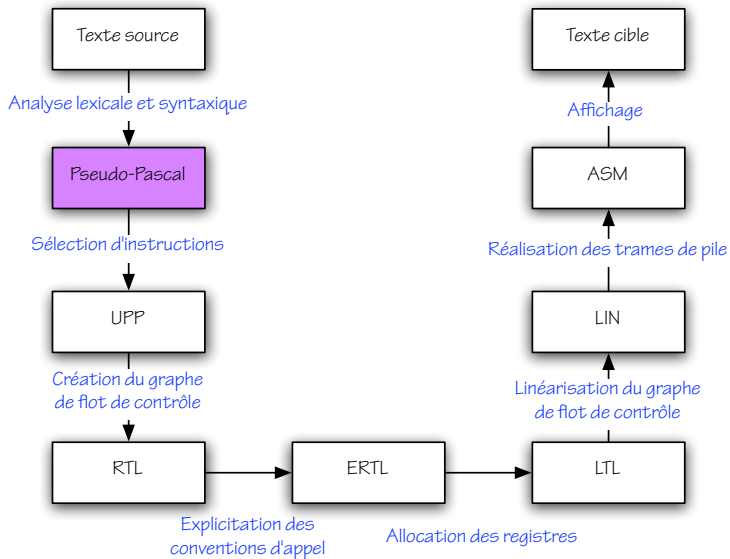 Texte source
Analyse lexicale et syntaxique
Pseudo-Pascal
Sélection d'instructions
UPP
Création du graphe
de flot de contrôle
RTL
Explicitation des
conventions d'appel
ERTL
Allocation des registres
LTL
Linéarisation du graphe
de flot de contrôle
LIN
Réalisation des trames de pile
ASM
Affichage
Texte cible